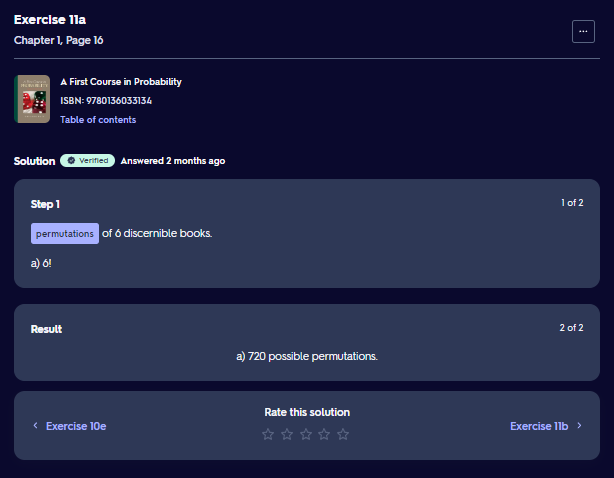 Exercise 11a
Chapter 1, Page 16
...
A First Course in Probability
ISBN: 9780136033134
Table of contents
Solution Verified Answered 2 months ago
Step 1 1 of 2
permutations of 6 discernible books.
a) 6!
Result 2 of 2
a) 720 possible permutations.
Rate this solution
Exercise 10e Exercise 11b